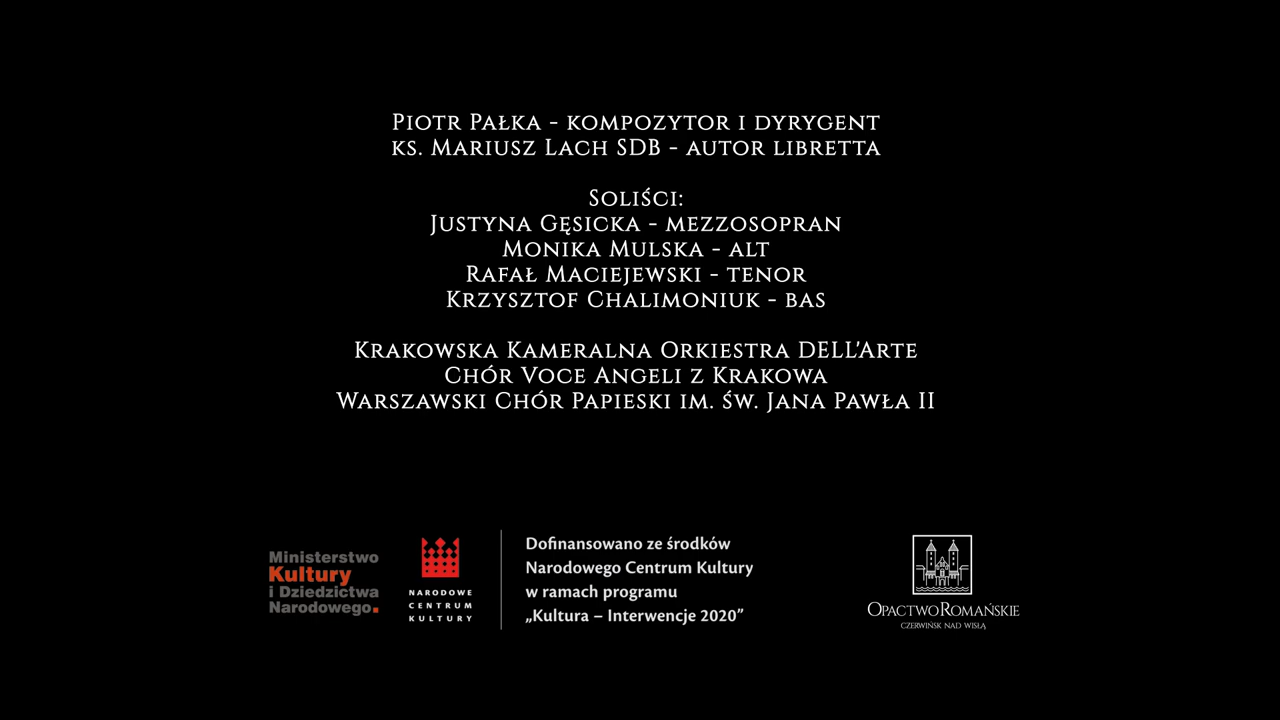 Piotr Pałka - kompozytor i dyrygent
ks. Mariusz Lach SDB - autor libretta
Soliści:
Justyna Gęsicka - mezzosopran
Monika Mulska - alt
Rafał Maciejewski - tenor
Krzysztof Chalimoniuk - bas
Krakowska Kameralna Orkiestra DELL'Arte
Chór Voce Angeli z Krakowa
Warszawski Chór Papieski im. św. Jana Pawła II
Ministerstwo
Kultury
i Dziedzictwa
Narodowego.
NARODOWE
CENTRUM
KULTURY
Dofinansowano ze środków
Narodowego Centrum Kultury
w ramach programu
„Kultura – Interwencje 2020”
Opactwo Romańskie
Czerwińsk nad Wisłą